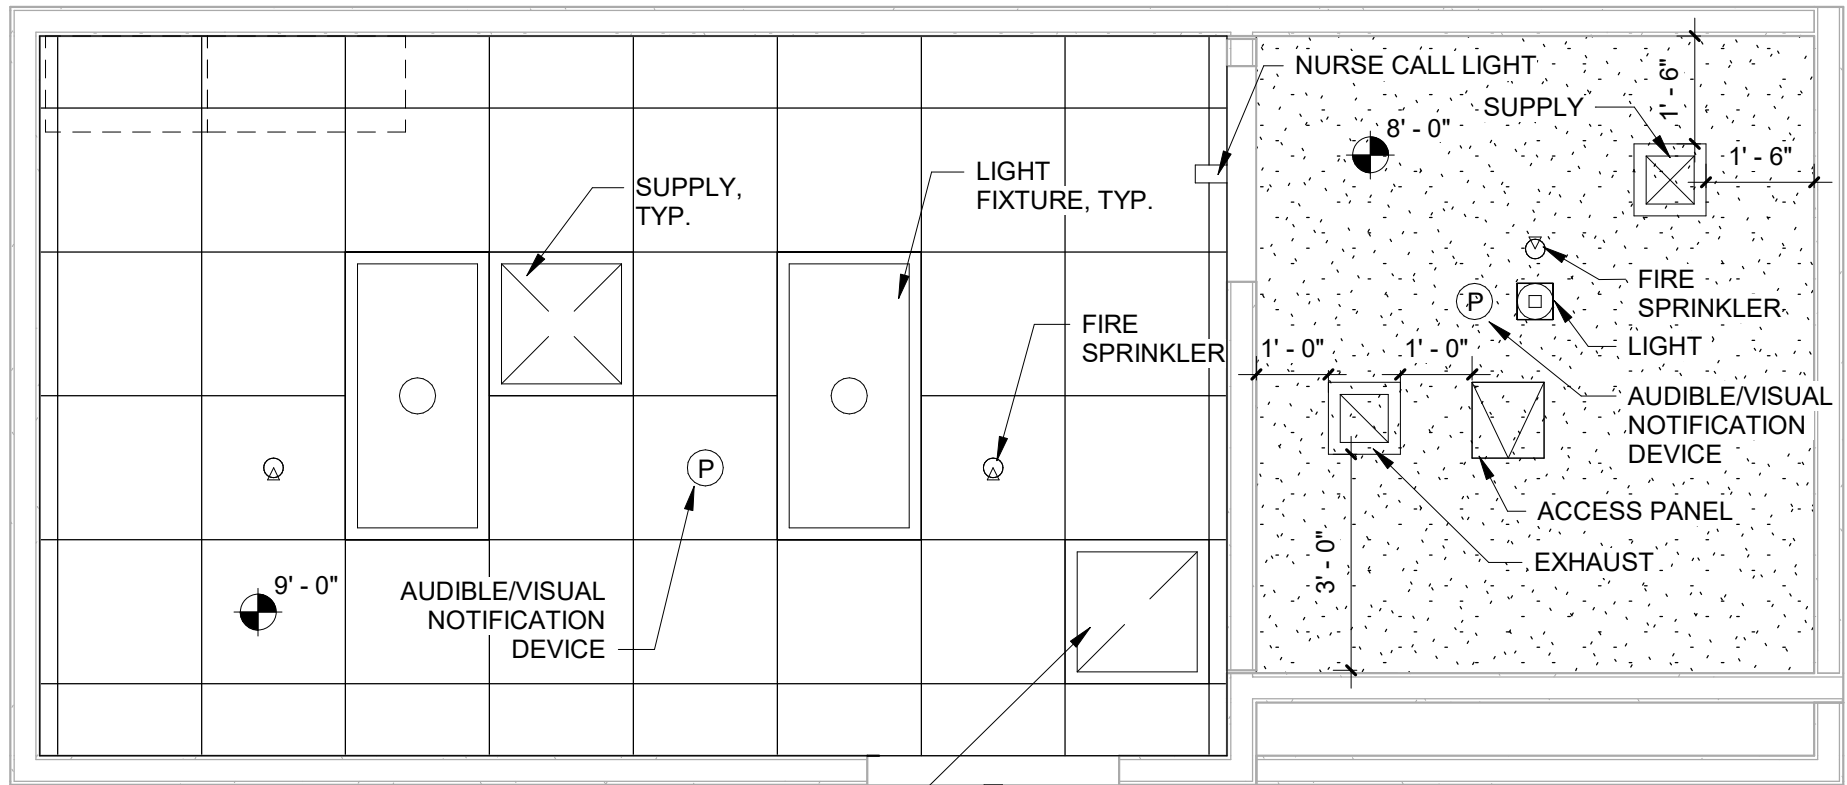 NURSE CALL LIGHT
SUPPLY
1' - 6"
8' - 0"
1' - 6"
SUPPLY,
TYP.
LIGHT
FIXTURE, TYP.
FIRE
SPRINKLER
FIRE
SPRINKLER
P
LIGHT
1' - 0"
1' - 0"
AUDIBLE/VISUAL
NOTIFICATION
DEVICE
P
ACCESS PANEL
EXHAUST
3' - 0"
9' - 0"
AUDIBLE/VISUAL
NOTIFICATION
DEVICE